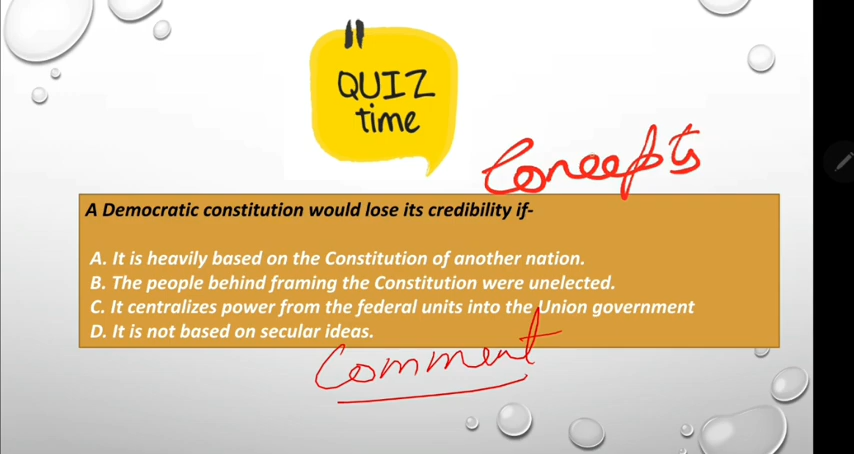 QUIZ
time
Concepts
A Democratic constitution would lose its credibility if-
A. It is heavily based on the Constitution of another nation.
B. The people behind framing the Constitution were unelected.
C. It centralizes power from the federal units into the Union government
D. It is not based on secular ideas.
Comment